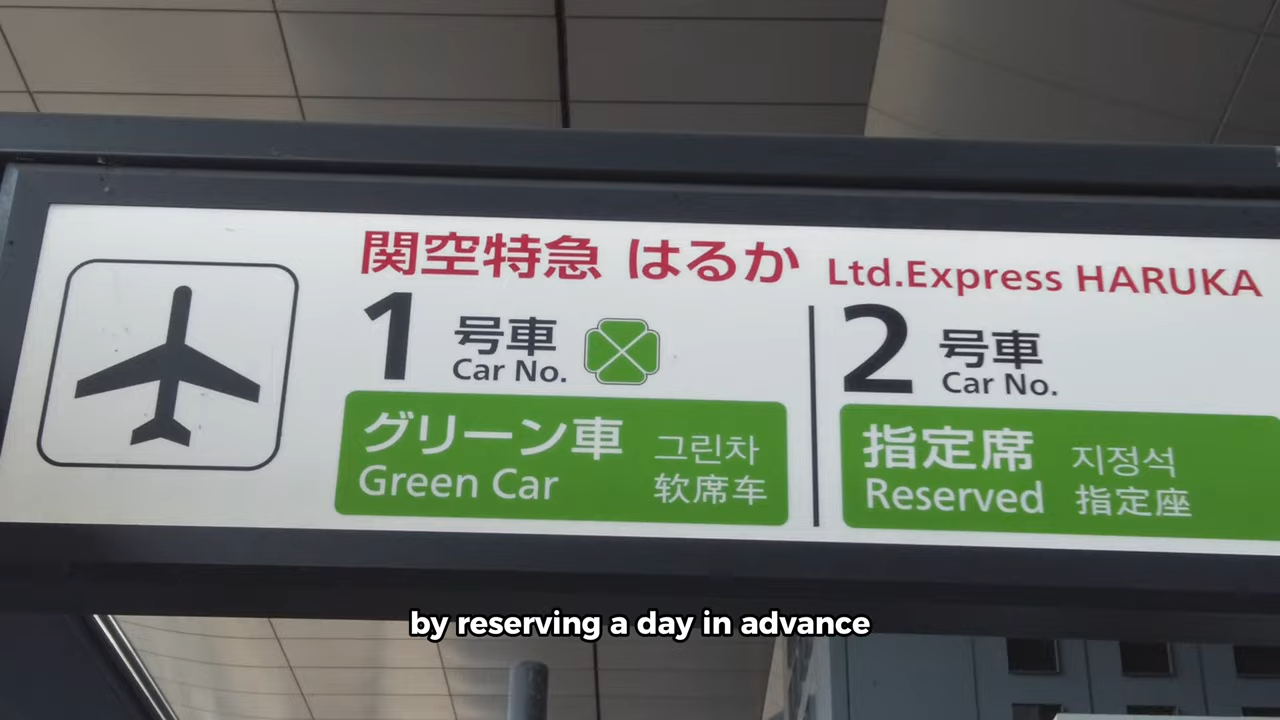 関空特急 はるか Ltd.Express HARUKA
1 号車 Car No.
グリーン車 그린차
Green Car 软席车
2 号車 Car No.
指定席 지정석
Reserved 指定座
by reserving a day in advance